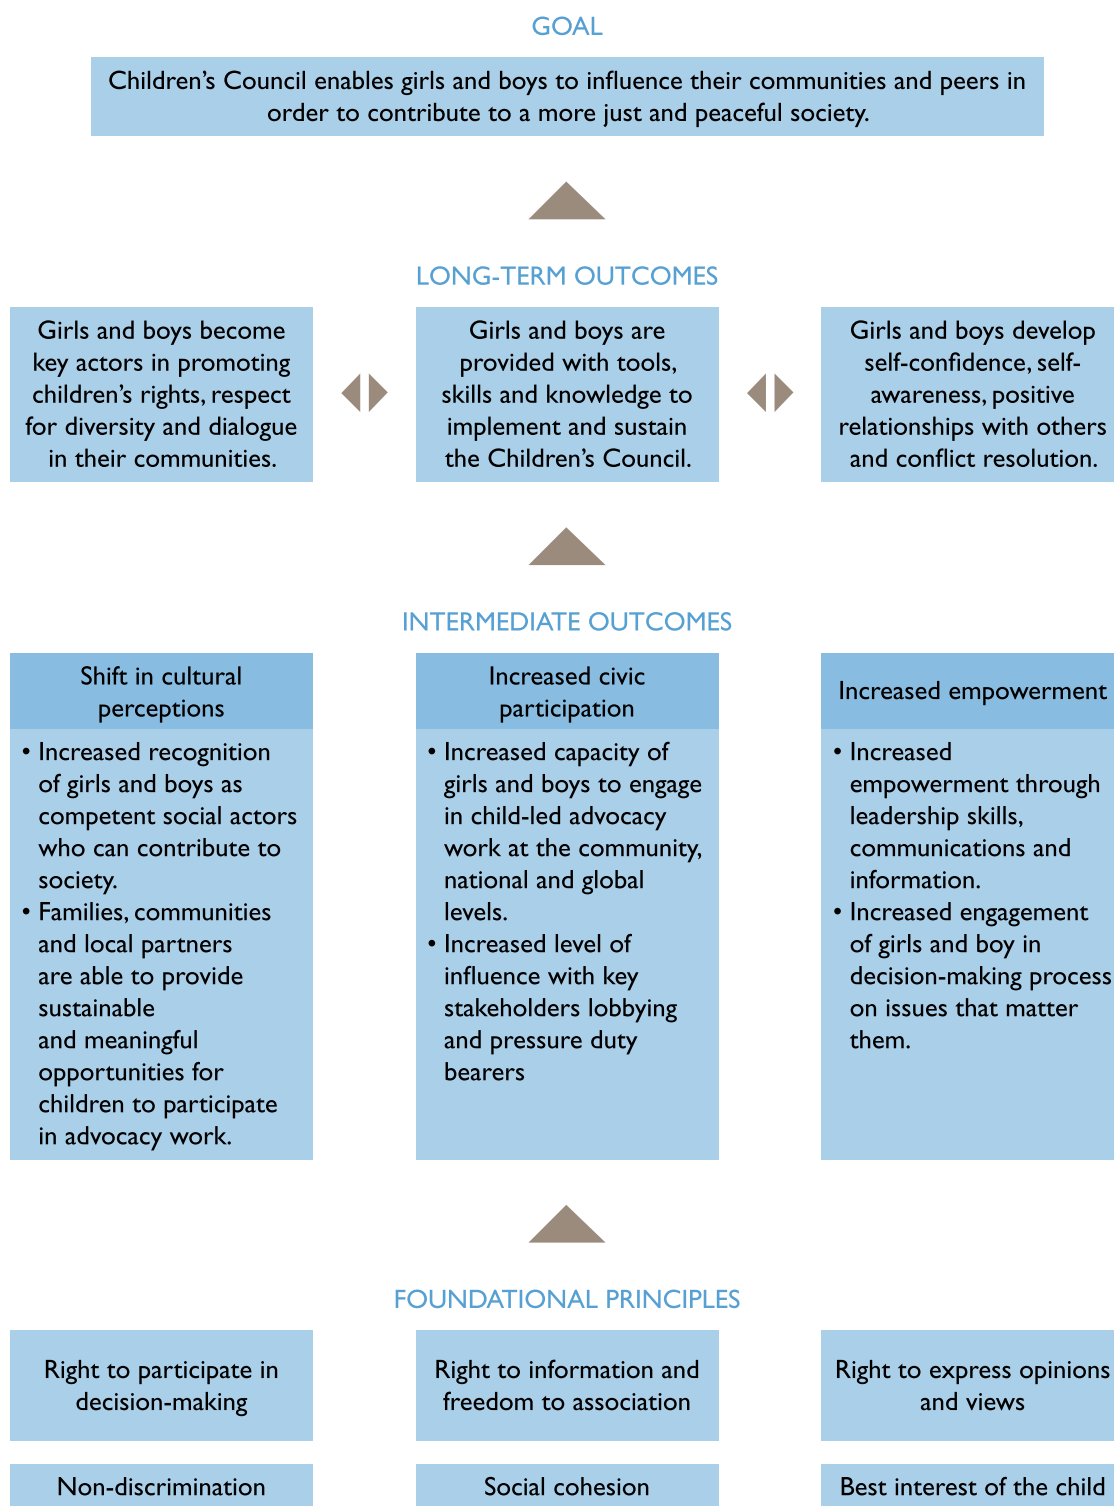 GOAL
Children’s Council enables girls and boys to influence their communities and peers in
order to contribute to a more just and peaceful society.
LONG-TERM OUTCOMES
Girls and boys become
key actors in promoting
children’s rights, respect
for diversity and dialogue
in their communities.
Girls and boys are
provided with tools,
skills and knowledge to
implement and sustain
the Children’s Council.
Girls and boys develop
self-confidence, self-
awareness, positive
relationships with others
and conflict resolution.
INTERMEDIATE OUTCOMES
Shift in cultural
perceptions
• Increased recognition
of girls and boys as
competent social actors
who can contribute to
society.
• Families, communities
and local partners
are able to provide
sustainable
and meaningful
opportunities for
children to participate
in advocacy work.
Increased civic
participation
• Increased capacity of
girls and boys to engage
in child-led advocacy
work at the community,
national and global
levels.
• Increased level of
influence with key
stakeholders lobbying
and pressure duty
bearers
Increased empowerment
• Increased
empowerment through
leadership skills,
communications and
information.
• Increased engagement
of girls and boy in
decision-making process
on issues that matter
them.
FOUNDATIONAL PRINCIPLES
Right to participate in
decision-making
Right to information and
freedom to association
Right to express opinions
and views
Non-discrimination
Social cohesion
Best interest of the child